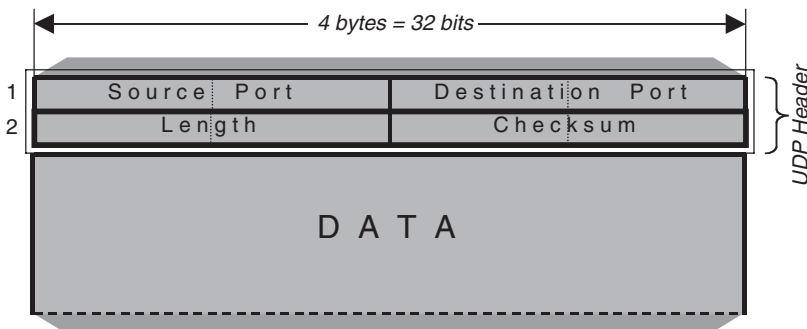 4 bytes = 32 bits
1 Source Port Destination Port
2 Length Checksum
UDP Header
DATA